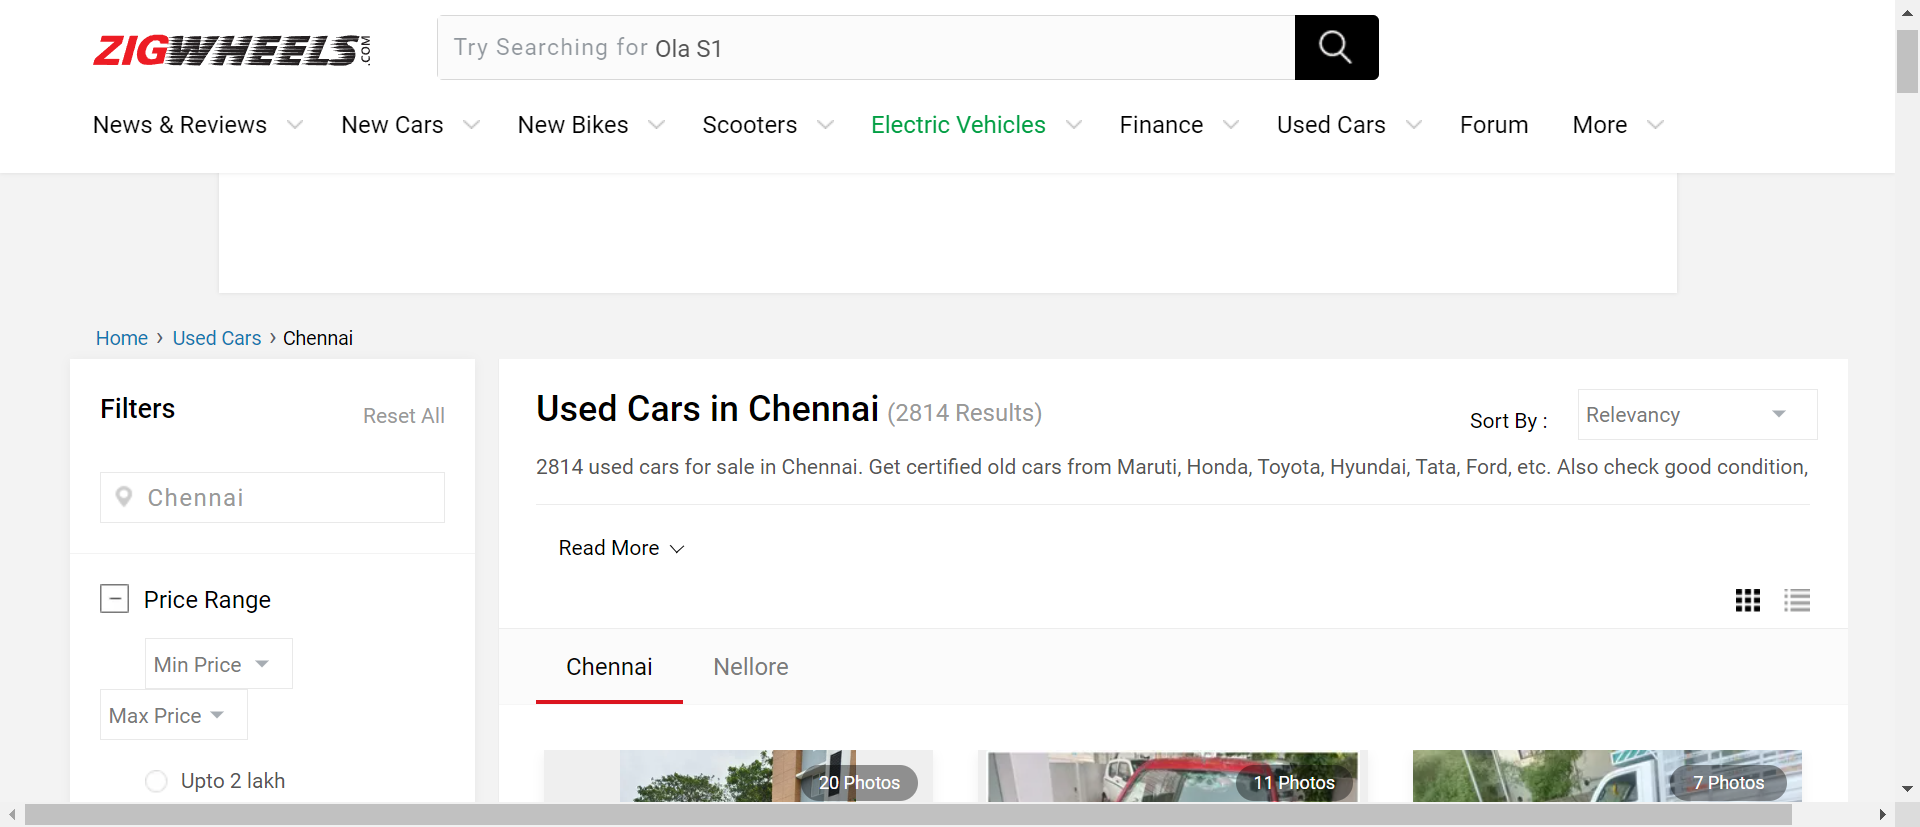 ZIGWHEELS.COM
Try Searching for Ola S1
News & Reviews New Cars New Bikes Scooters Electric Vehicles Finance Used Cars Forum More
Home › Used Cars › Chennai
Filters
Reset All
Chennai
Price Range
Min Price
Max Price
Upto 2 lakh
Used Cars in Chennai (2814 Results)
Sort By : Relevancy
2814 used cars for sale in Chennai. Get certified old cars from Maruti, Honda, Toyota, Hyundai, Tata, Ford, etc. Also check good condition,
Read More
Chennai Nellore
20 Photos 11 Photos 7 Photos